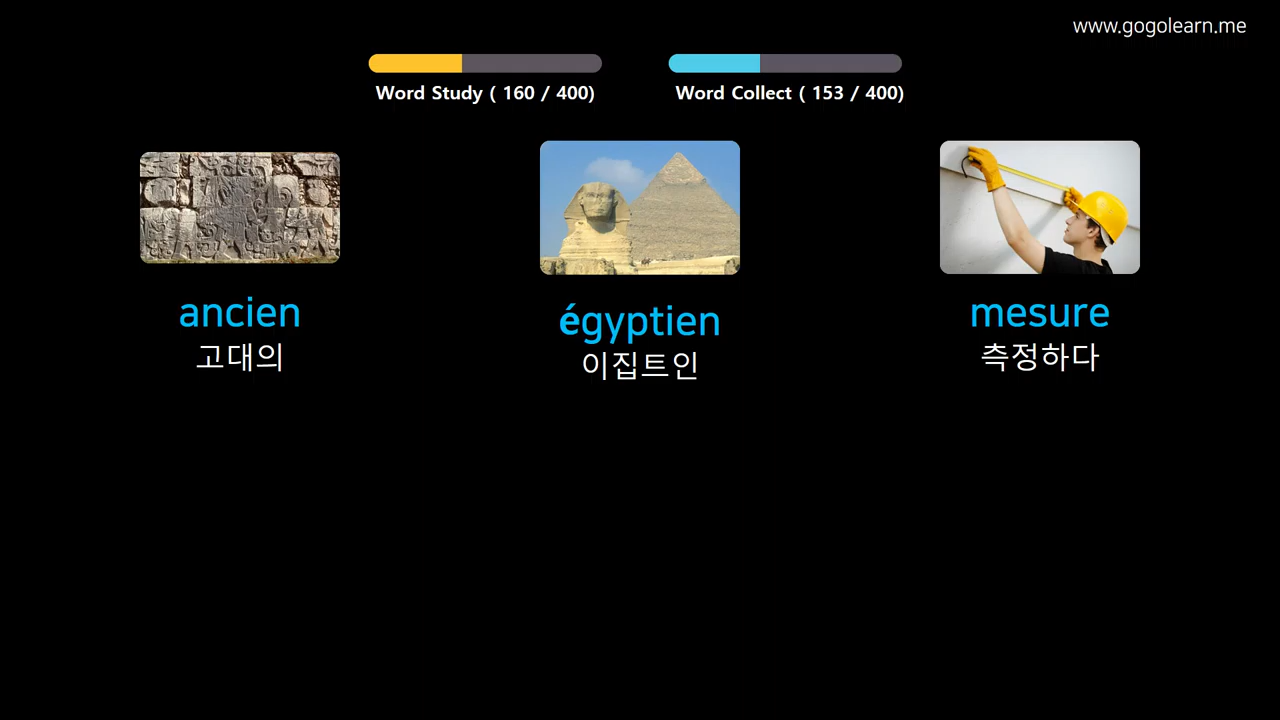 www.gogolearn.me
Word Study ( 160 / 400)
Word Collect ( 153 / 400)
ancien
고대의
égyptien
이집트인
mesure
측정하다